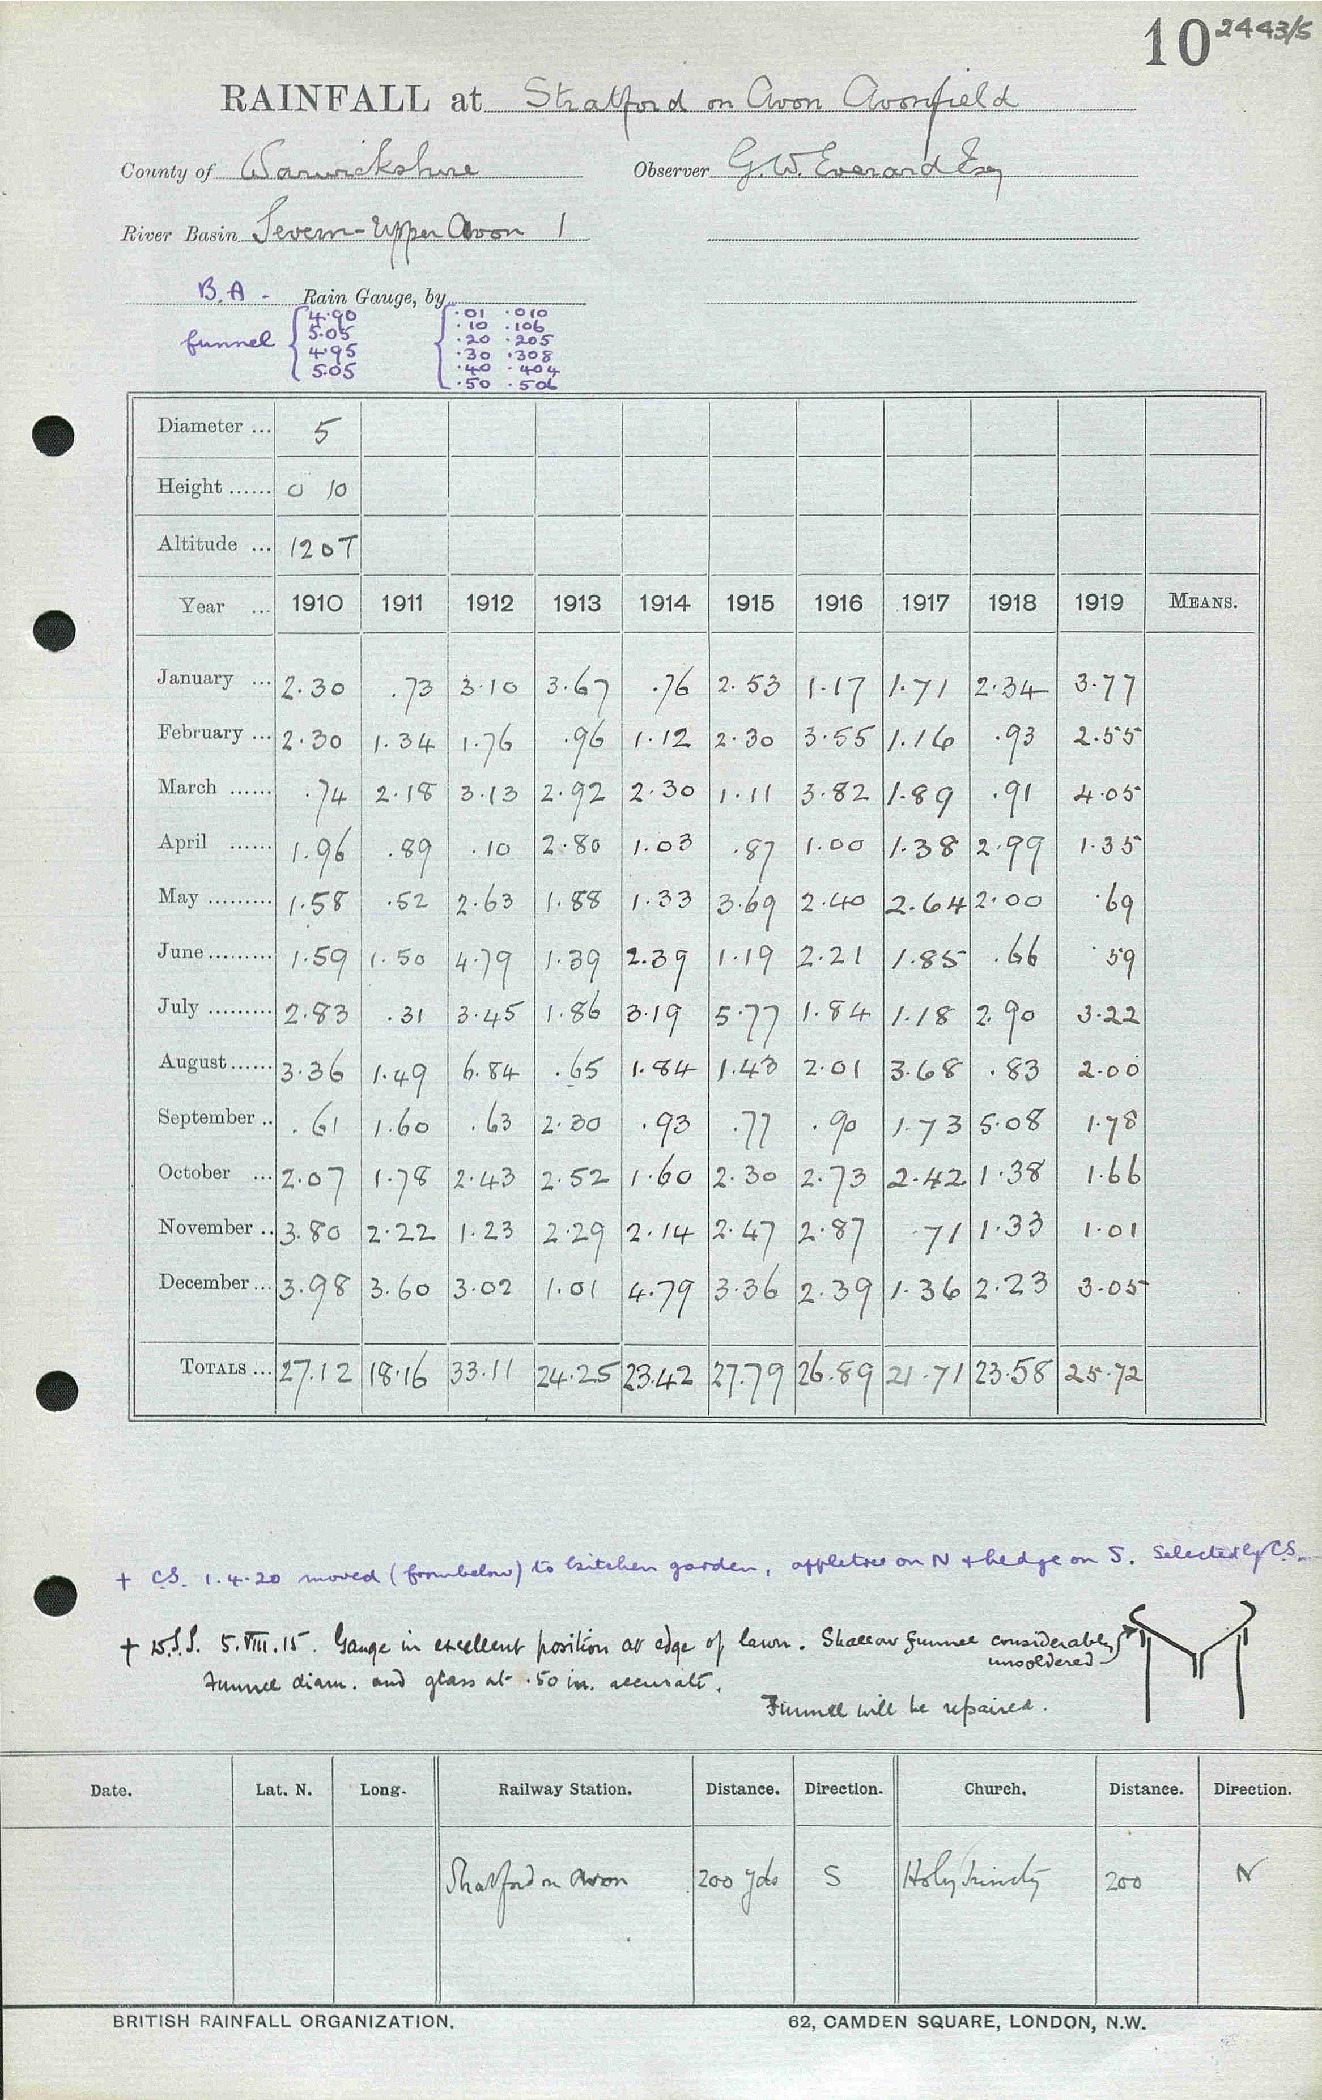 10 2443/5
RAINFALL at Stratford on Avon Avonfield
County of Warwickshire Observer G.W. Everard Esq
River Basin Severn-Upper Avon 1
B.A. Rain Gauge, by
funnel { 4.90 5.05 4.95 5.05
{ .01 .010
.10 .106
.20 .205
.30 .308
.40 .404
.50 .506
Diameter ... 5
Height ...... 0 10
Altitude ... 120T
Year ... 1910 1911 1912 1913 1914 1915 1916 1917 1918 1919 MEANS.
January ... 2.30 .73 3.10 3.67 .76 2.53 1.17 1.71 2.34 3.77
February ... 2.30 1.34 1.76 .96 1.12 2.30 3.55 1.16 .93 2.55
March ...... .74 2.18 3.13 2.92 2.30 1.11 3.82 1.89 .91 4.05
April ...... 1.96 .89 .10 2.80 1.03 .87 1.00 1.38 2.99 1.35
May ......... 1.58 .52 2.63 1.88 1.33 3.69 2.40 2.64 2.00 .69
June......... 1.59 1.50 4.79 1.39 2.39 1.19 2.21 1.85 .66 59
July ......... 2.83 .31 3.45 1.86 3.19 5.77 1.84 1.18 2.90 3.22
August...... 3.36 1.49 6.84 .65 1.84 1.43 2.01 3.68 .83 2.00
September .. .61 1.60 .63 2.30 .93 .77 .90 1.73 5.08 1.78
October ... 2.07 1.78 2.43 2.52 1.60 2.30 2.73 2.42 1.38 1.66
November .. 3.80 2.22 1.23 2.29 2.14 2.47 2.87 .71 1.33 1.01
December ... 3.98 3.60 3.02 1.01 4.79 3.36 2.39 1.36 2.23 3.05
TOTALS ... 27.12 18.16 33.11 24.25 23.42 27.79 26.89 21.71 23.58 25.72
+ C.S. 1.4.20 moved (from below) to kitchen garden, appletree on N + hedge on S. Selected by C.S.
+ 5.VIII.15. Gauge in excellent position at edge of lawn. Shallow funnel considerably unsoldered
Funnel diam. and glass at .50 in. accurate.
Funnel will be repaired.
Date. Lat. N. Long. Railway Station. Distance. Direction. Church. Distance. Direction.
Stratford on Avon 200 yds S Holy Trinity 200 N
BRITISH RAINFALL ORGANIZATION. 62, CAMDEN SQUARE, LONDON, N.W.